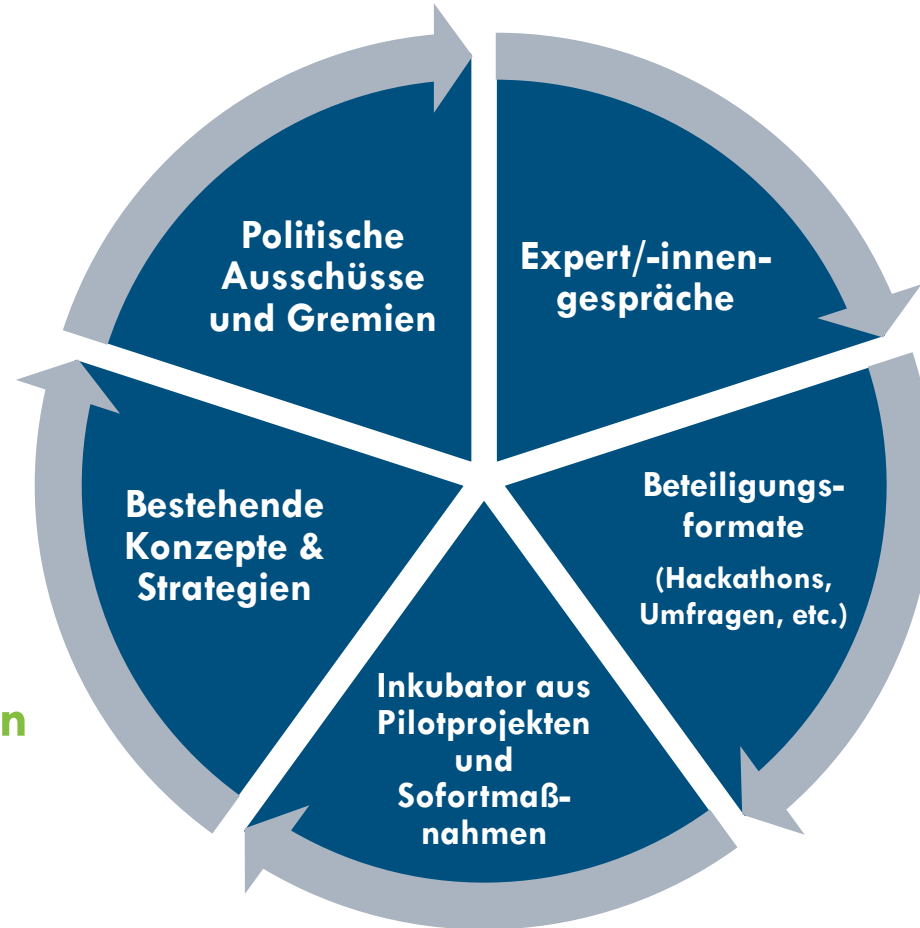 Politische
Ausschüsse
und Gremien
Expert/-innen-
gespräche
Beteiligungs-
formate
(Hackathons,
Umfragen, etc.)
Inkubator aus
Pilotprojekten
und
Sofortmaß-
nahmen
Bestehende
Konzepte &
Strategien
n